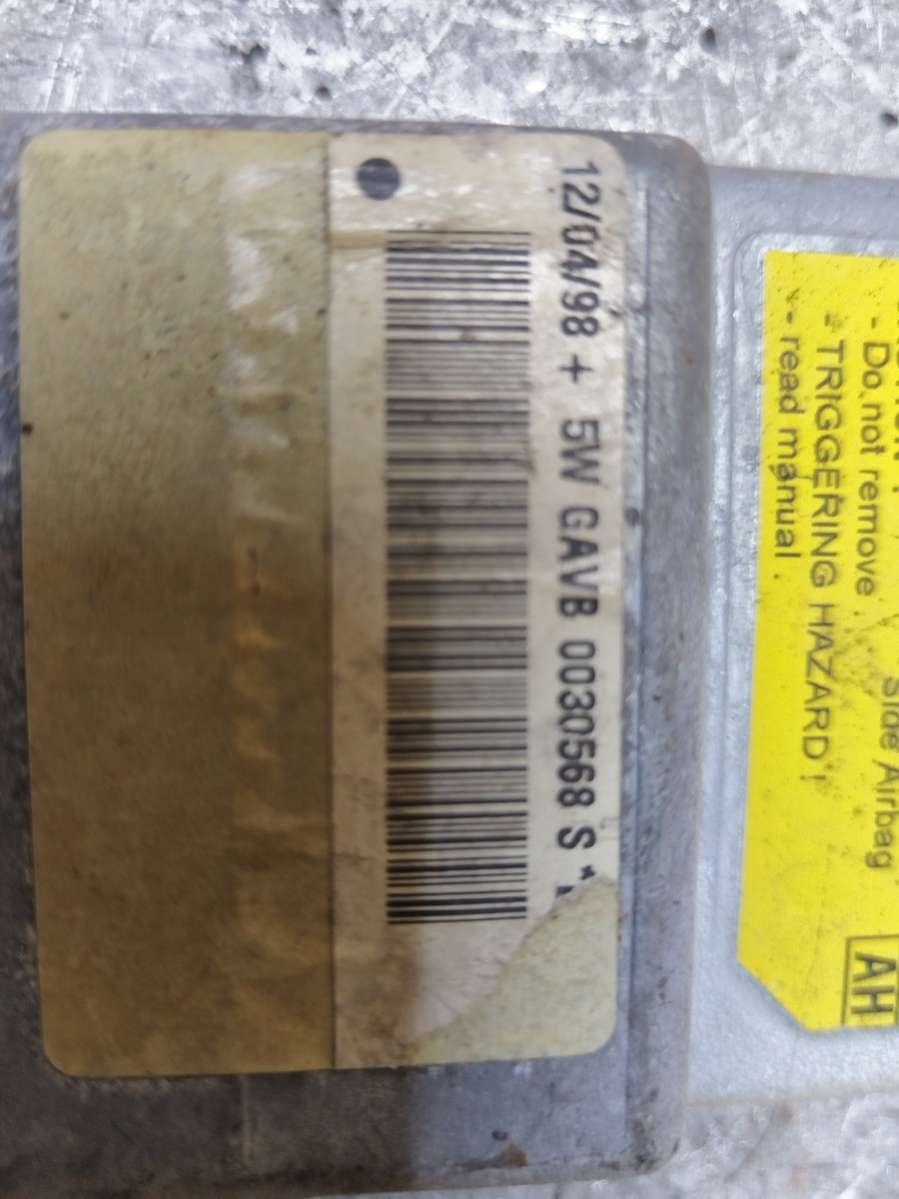 12/04/98 + 5W GAVB 0030568 S
- Do not remove
- TRIGGERING HAZARD !
- read manual .
Side Airbag
AH